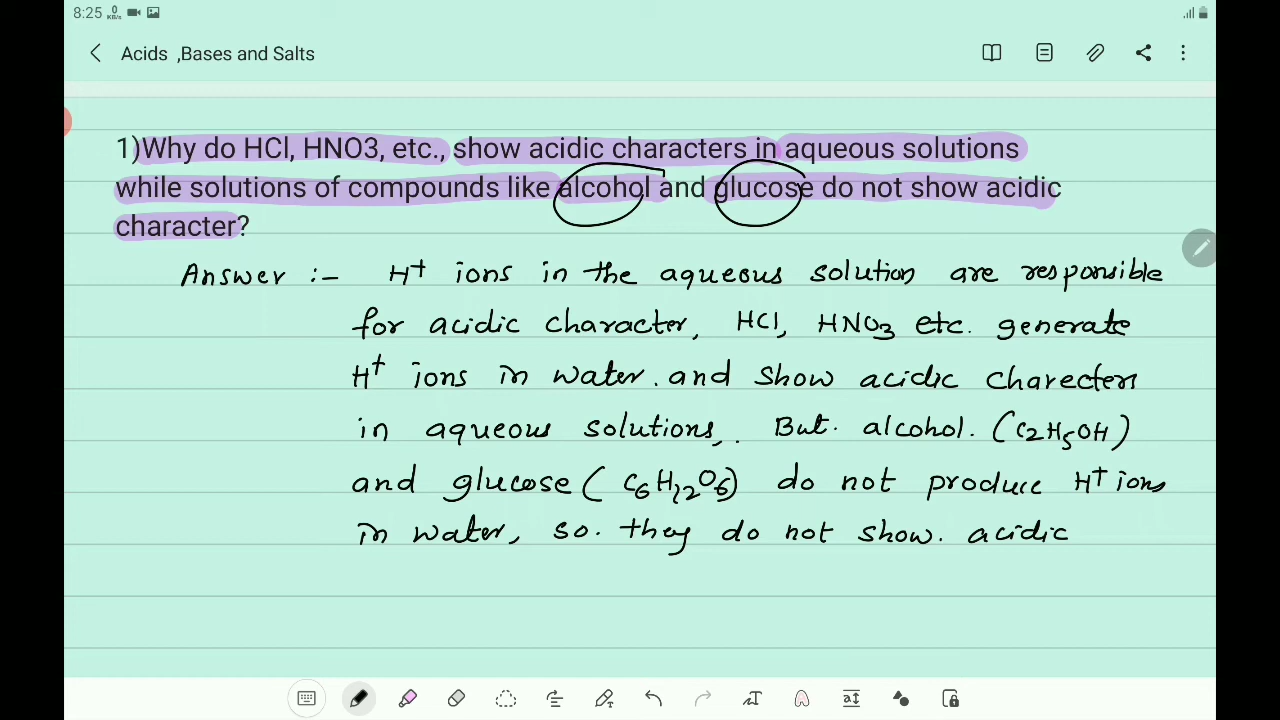 8:25 0 KB/s
Acids ,Bases and Salts
1)Why do HCl, HNO3, etc., show acidic characters in aqueous solutions
while solutions of compounds like alcohol and glucose do not show acidic
character?
Answer :- H⁺ ions in the aqueous solution are responsible
for acidic character, HCl, HNO₃ etc. generate
H⁺ ions in water. and show acidic charecters
in aqueous solutions,. But. alcohol. (C₂H₅OH)
and glucose (C₆H₁₂O₆) do not produce H⁺ ions
in water, so. they do not show. acidic